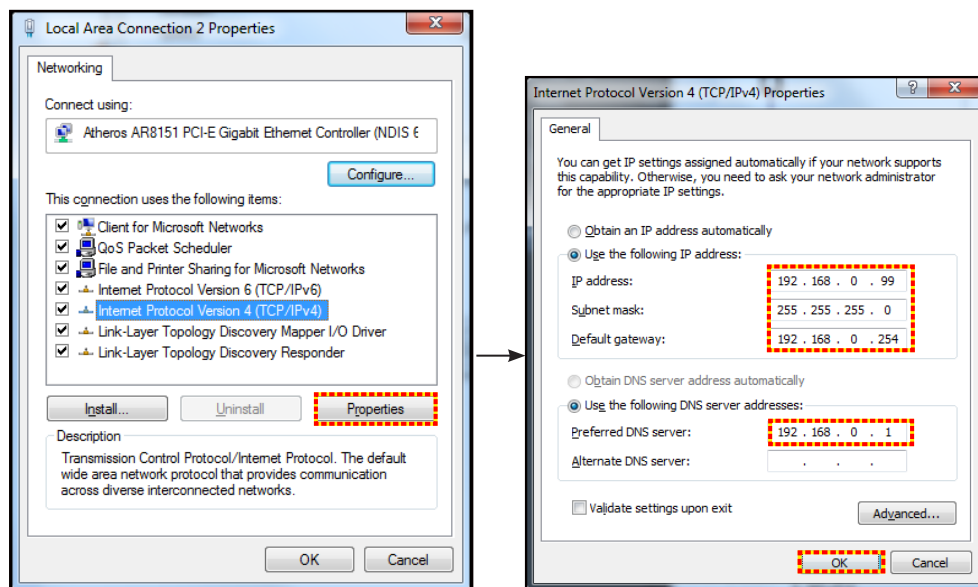 Local Area Connection 2 Properties
Networking
Connect using:
Atheros AR8151 PCI-E Gigabit Ethernet Controller (NDIS 6
Configure...
This connection uses the following items:
Client for Microsoft Networks
QoS Packet Scheduler
File and Printer Sharing for Microsoft Networks
Internet Protocol Version 6 (TCP/IPv6)
Internet Protocol Version 4 (TCP/IPv4)
Link-Layer Topology Discovery Mapper I/O Driver
Link-Layer Topology Discovery Responder
Install... Uninstall Properties
Description
Transmission Control Protocol/Internet Protocol. The default
wide area network protocol that provides communication
across diverse interconnected networks.
OK Cancel
Internet Protocol Version 4 (TCP/IPv4) Properties
General
You can get IP settings assigned automatically if your network supports
this capability. Otherwise, you need to ask your network administrator
for the appropriate IP settings.
Obtain an IP address automatically
Use the following IP address:
IP address: 192 . 168 . 0 . 99
Subnet mask: 255 . 255 . 255 . 0
Default gateway: 192 . 168 . 0 . 254
Obtain DNS server address automatically
Use the following DNS server addresses:
Preferred DNS server: 192 . 168 . 0 . 1
Alternate DNS server: . . .
Validate settings upon exit
Advanced...
OK Cancel